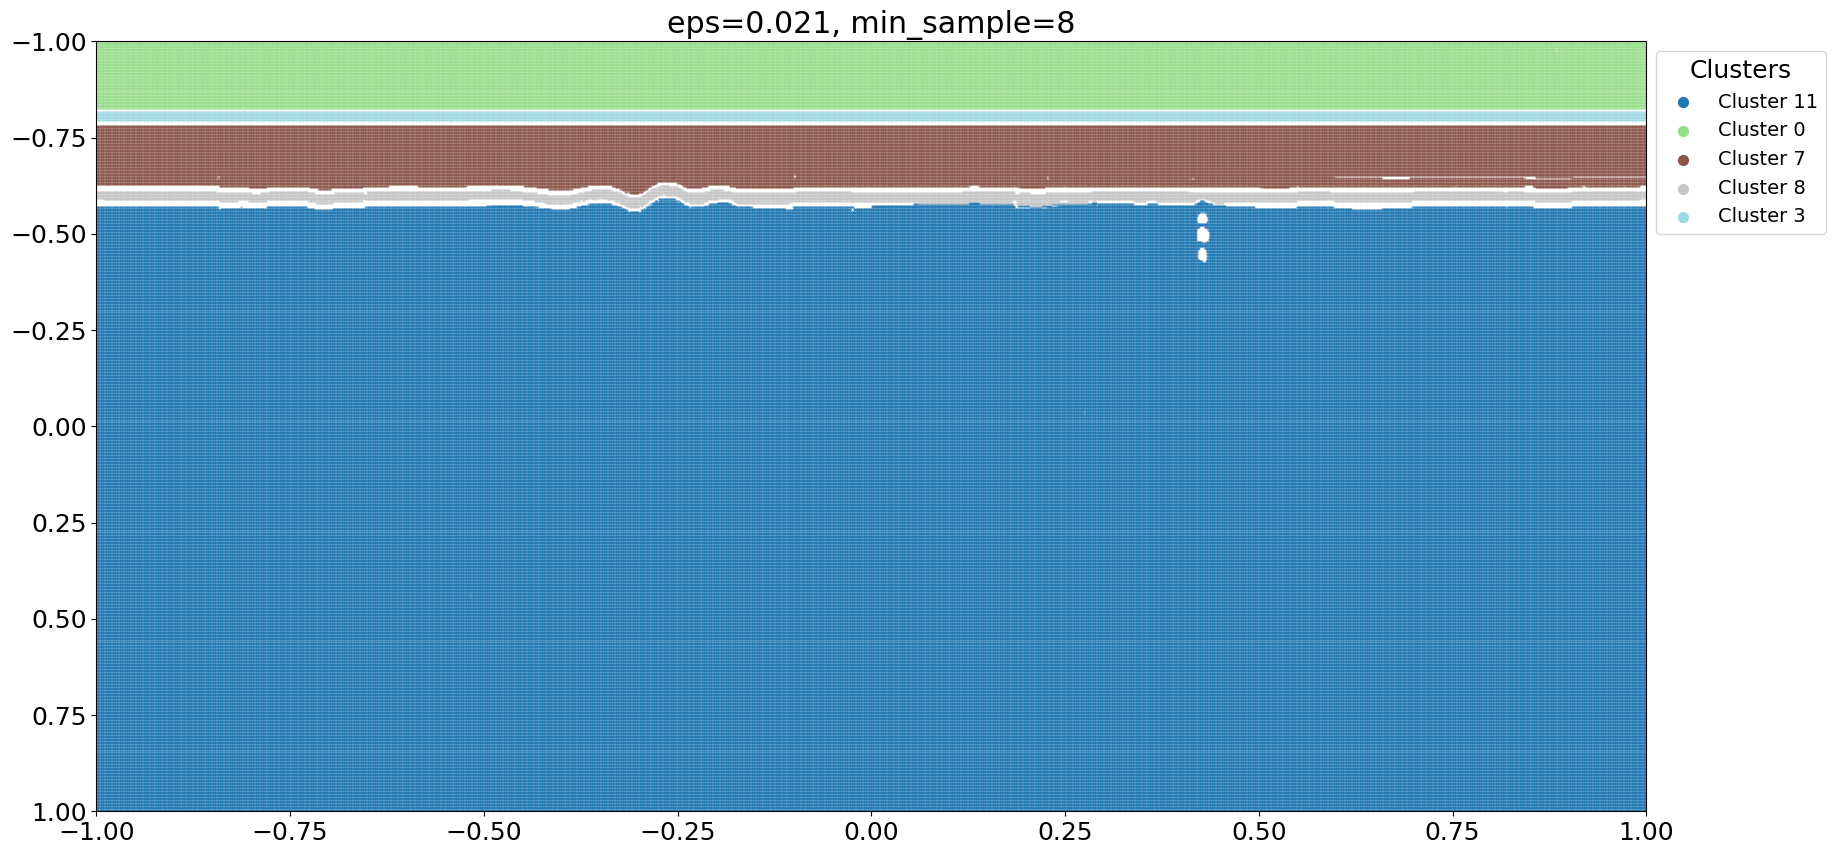 eps=0.021, min_sample=8
−1.00
−0.75
−0.50
−0.25
0.00
0.25
0.50
0.75
1.00
−1.00 −0.75 −0.50 −0.25 0.00 0.25 0.50 0.75 1.00
Clusters
Cluster 11
Cluster 0
Cluster 7
Cluster 8
Cluster 3